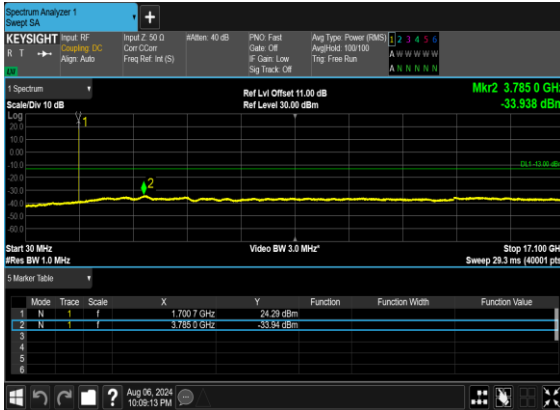 Spectrum Analyzer 1
Swept SA
KEYSIGHT Input: RF Input Z: 50 Ω #Atten: 40 dB PNO: Fast Avg Type: Power (RMS) 1 2 3 4 5 6
R T Coupling: DC Corr CCorr Gate: Off Avg|Hold: 100/100 A W W W W W
Align: Auto Freq Ref: Int (S) IF Gain: Low Trig: Free Run
Sig Track: Off A N N N N N
1 Spectrum Ref Lvl Offset 11.00 dB Mkr2 3.785 0 GHz
Scale/Div 10 dB Ref Level 30.00 dBm -33.938 dBm
Log
20.0
10.0
0.00
-10.0
DL1 -13.00 dBm
-20.0
-30.0
-40.0
-50.0
-60.0
1
2
Start 30 MHz Video BW 3.0 MHz* Stop 17.100 GHz
#Res BW 1.0 MHz Sweep 29.3 ms (40001 pts)
5 Marker Table
Mode Trace Scale X Y Function Function Width Function Value
1 N 1 f 1.700 7 GHz 24.29 dBm
2 N 1 f 3.785 0 GHz -33.94 dBm
3
4
5
6
? Aug 06, 2024
10:09:13 PM